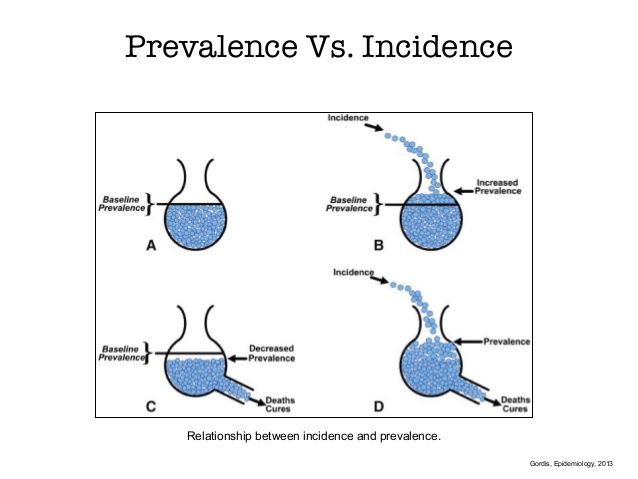 Prevalence Vs. Incidence
Incidence
Baseline
Prevalence
A
Baseline
Prevalence
Increased
Prevalence
B
Baseline
Prevalence
Decreased
Prevalence
Deaths
Cures
C
Incidence
Prevalence
Deaths
Cures
D
Relationship between incidence and prevalence.
Gordis, Epidemiology, 2013